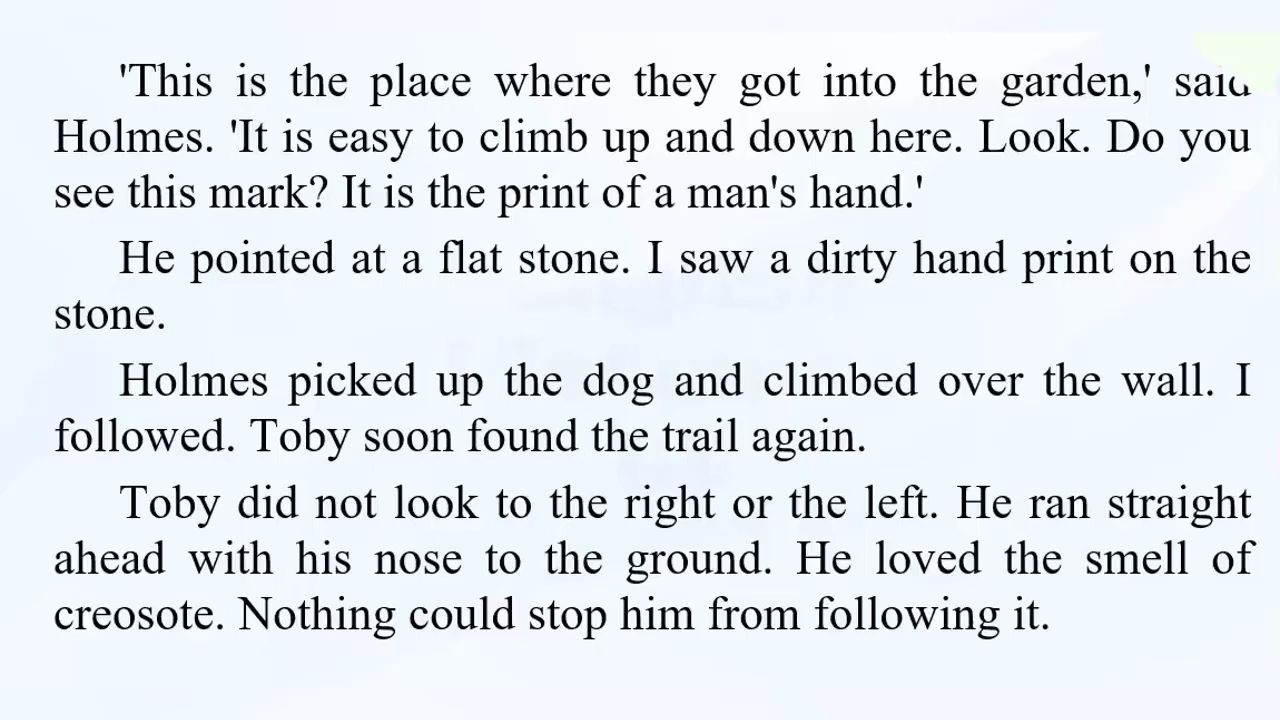 'This is the place where they got into the garden,' said
Holmes. 'It is easy to climb up and down here. Look. Do you
see this mark? It is the print of a man's hand.'
He pointed at a flat stone. I saw a dirty hand print on the
stone.
Holmes picked up the dog and climbed over the wall. I
followed. Toby soon found the trail again.
Toby did not look to the right or the left. He ran straight
ahead with his nose to the ground. He loved the smell of
creosote. Nothing could stop him from following it.